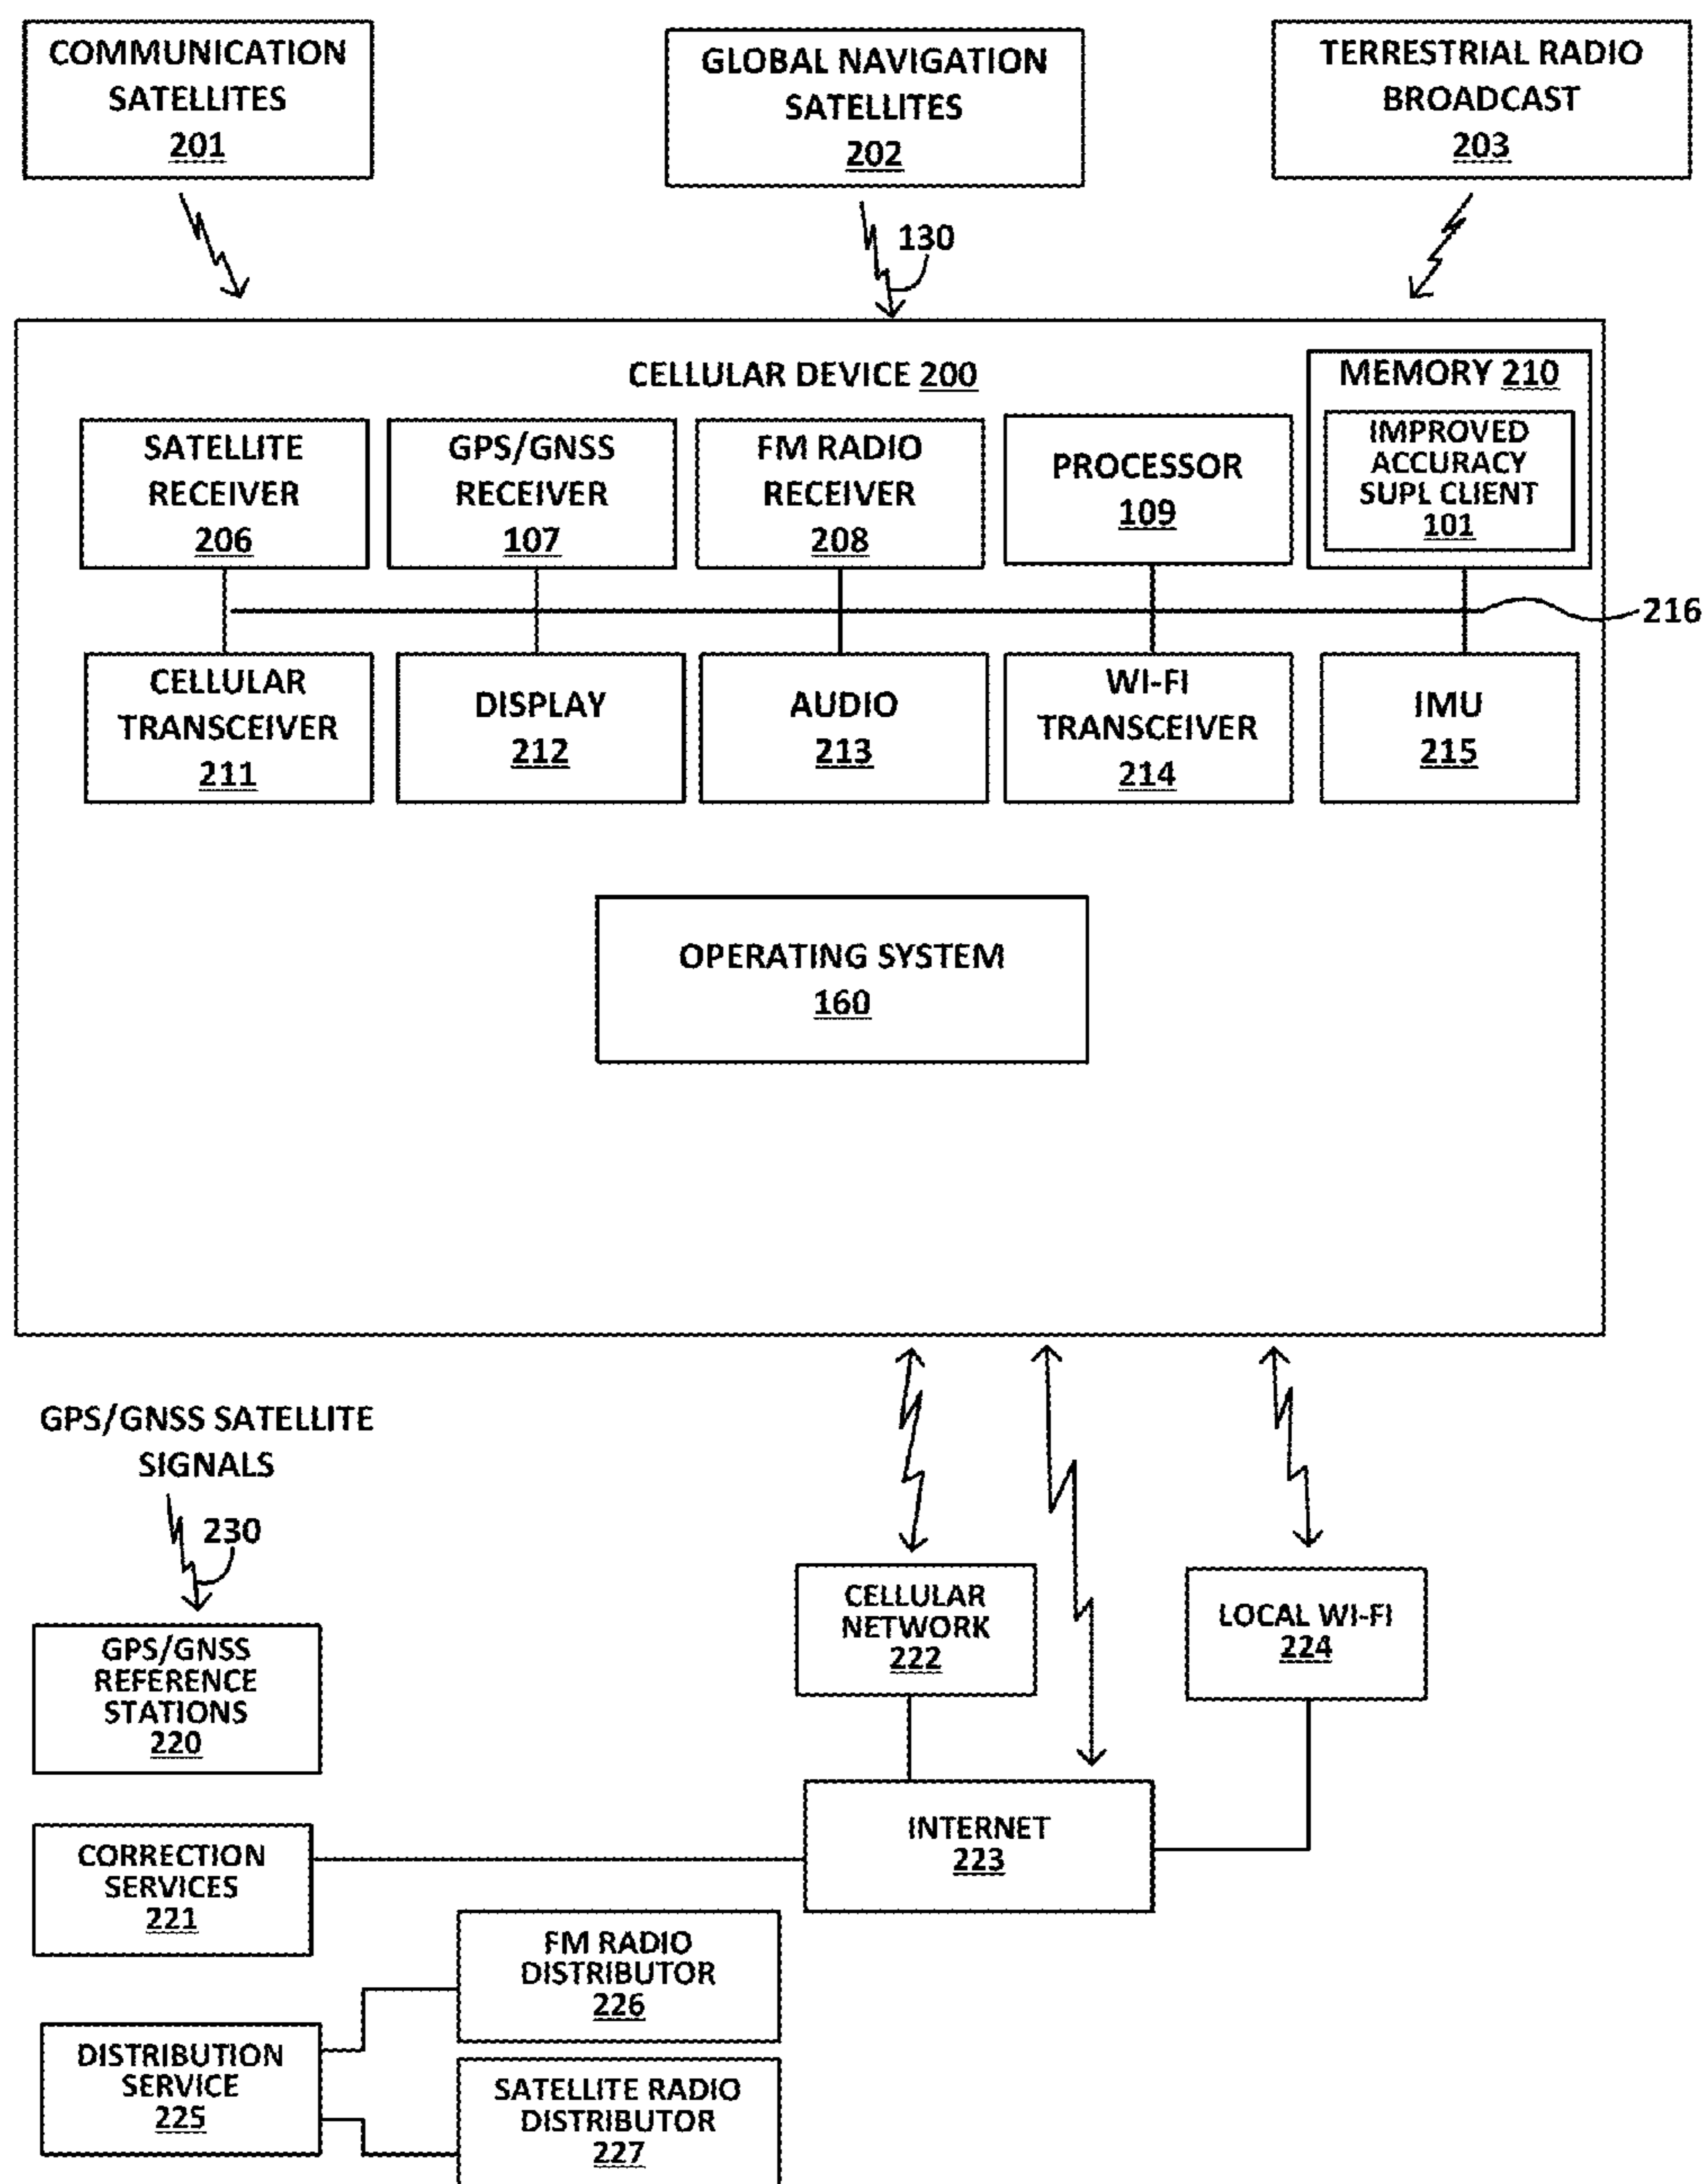 COMMUNICATION
SATELLITES
201
GLOBAL NAVIGATION
SATELLITES
202
TERRESTRIAL RADIO
BROADCAST
203
130
CELLULAR DEVICE 200
MEMORY 210
IMPROVED
ACCURACY
SUPL CLIENT
101
SATELLITE
RECEIVER
206
GPS/GNSS
RECEIVER
107
FM RADIO
RECEIVER
208
PROCESSOR
109
216
CELLULAR
TRANSCEIVER
211
DISPLAY
212
AUDIO
213
WI-FI
TRANSCEIVER
214
IMU
215
OPERATING SYSTEM
160
GPS/GNSS SATELLITE
SIGNALS
230
GPS/GNSS
REFERENCE
STATIONS
220
CELLULAR
NETWORK
222
LOCAL WI-FI
224
INTERNET
223
CORRECTION
SERVICES
221
FM RADIO
DISTRIBUTOR
226
DISTRIBUTION
SERVICE
225
SATELLITE RADIO
DISTRIBUTOR
227